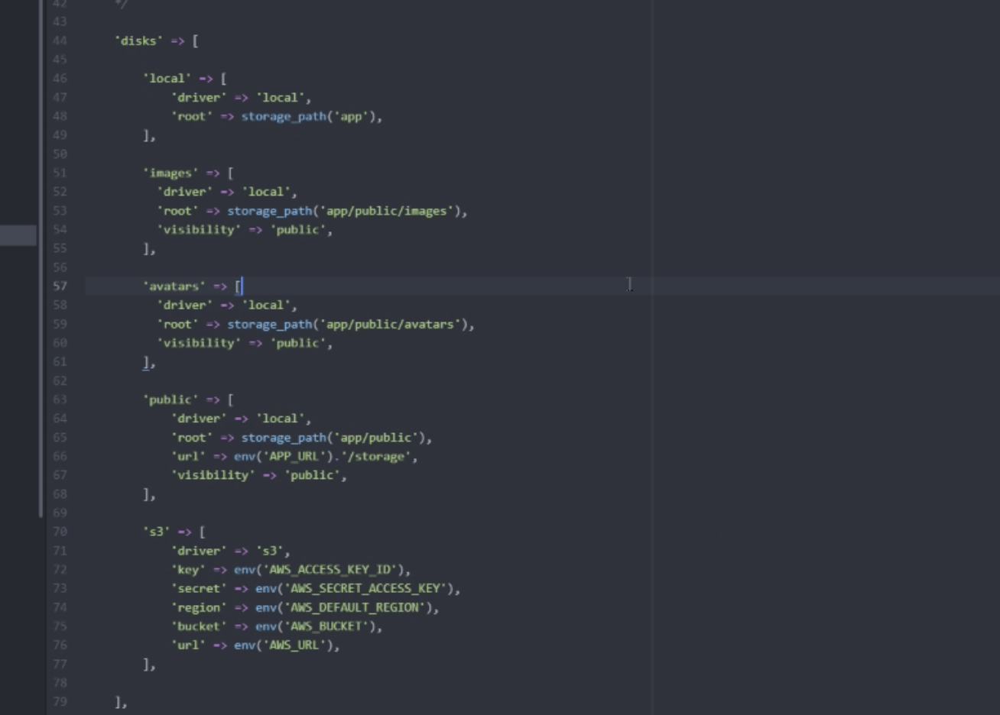 42 */
43
44 'disks' => [
45
46 'local' => [
47 'driver' => 'local',
48 'root' => storage_path('app'),
49 ],
50
51 'images' => [
52 'driver' => 'local',
53 'root' => storage_path('app/public/images'),
54 'visibility' => 'public',
55 ],
56
57 'avatars' => [
58 'driver' => 'local',
59 'root' => storage_path('app/public/avatars'),
60 'visibility' => 'public',
61 ],
62
63 'public' => [
64 'driver' => 'local',
65 'root' => storage_path('app/public'),
66 'url' => env('APP_URL').'/storage',
67 'visibility' => 'public',
68 ],
69
70 's3' => [
71 'driver' => 's3',
72 'key' => env('AWS_ACCESS_KEY_ID'),
73 'secret' => env('AWS_SECRET_ACCESS_KEY'),
74 'region' => env('AWS_DEFAULT_REGION'),
75 'bucket' => env('AWS_BUCKET'),
76 'url' => env('AWS_URL'),
77 ],
78
79 ],